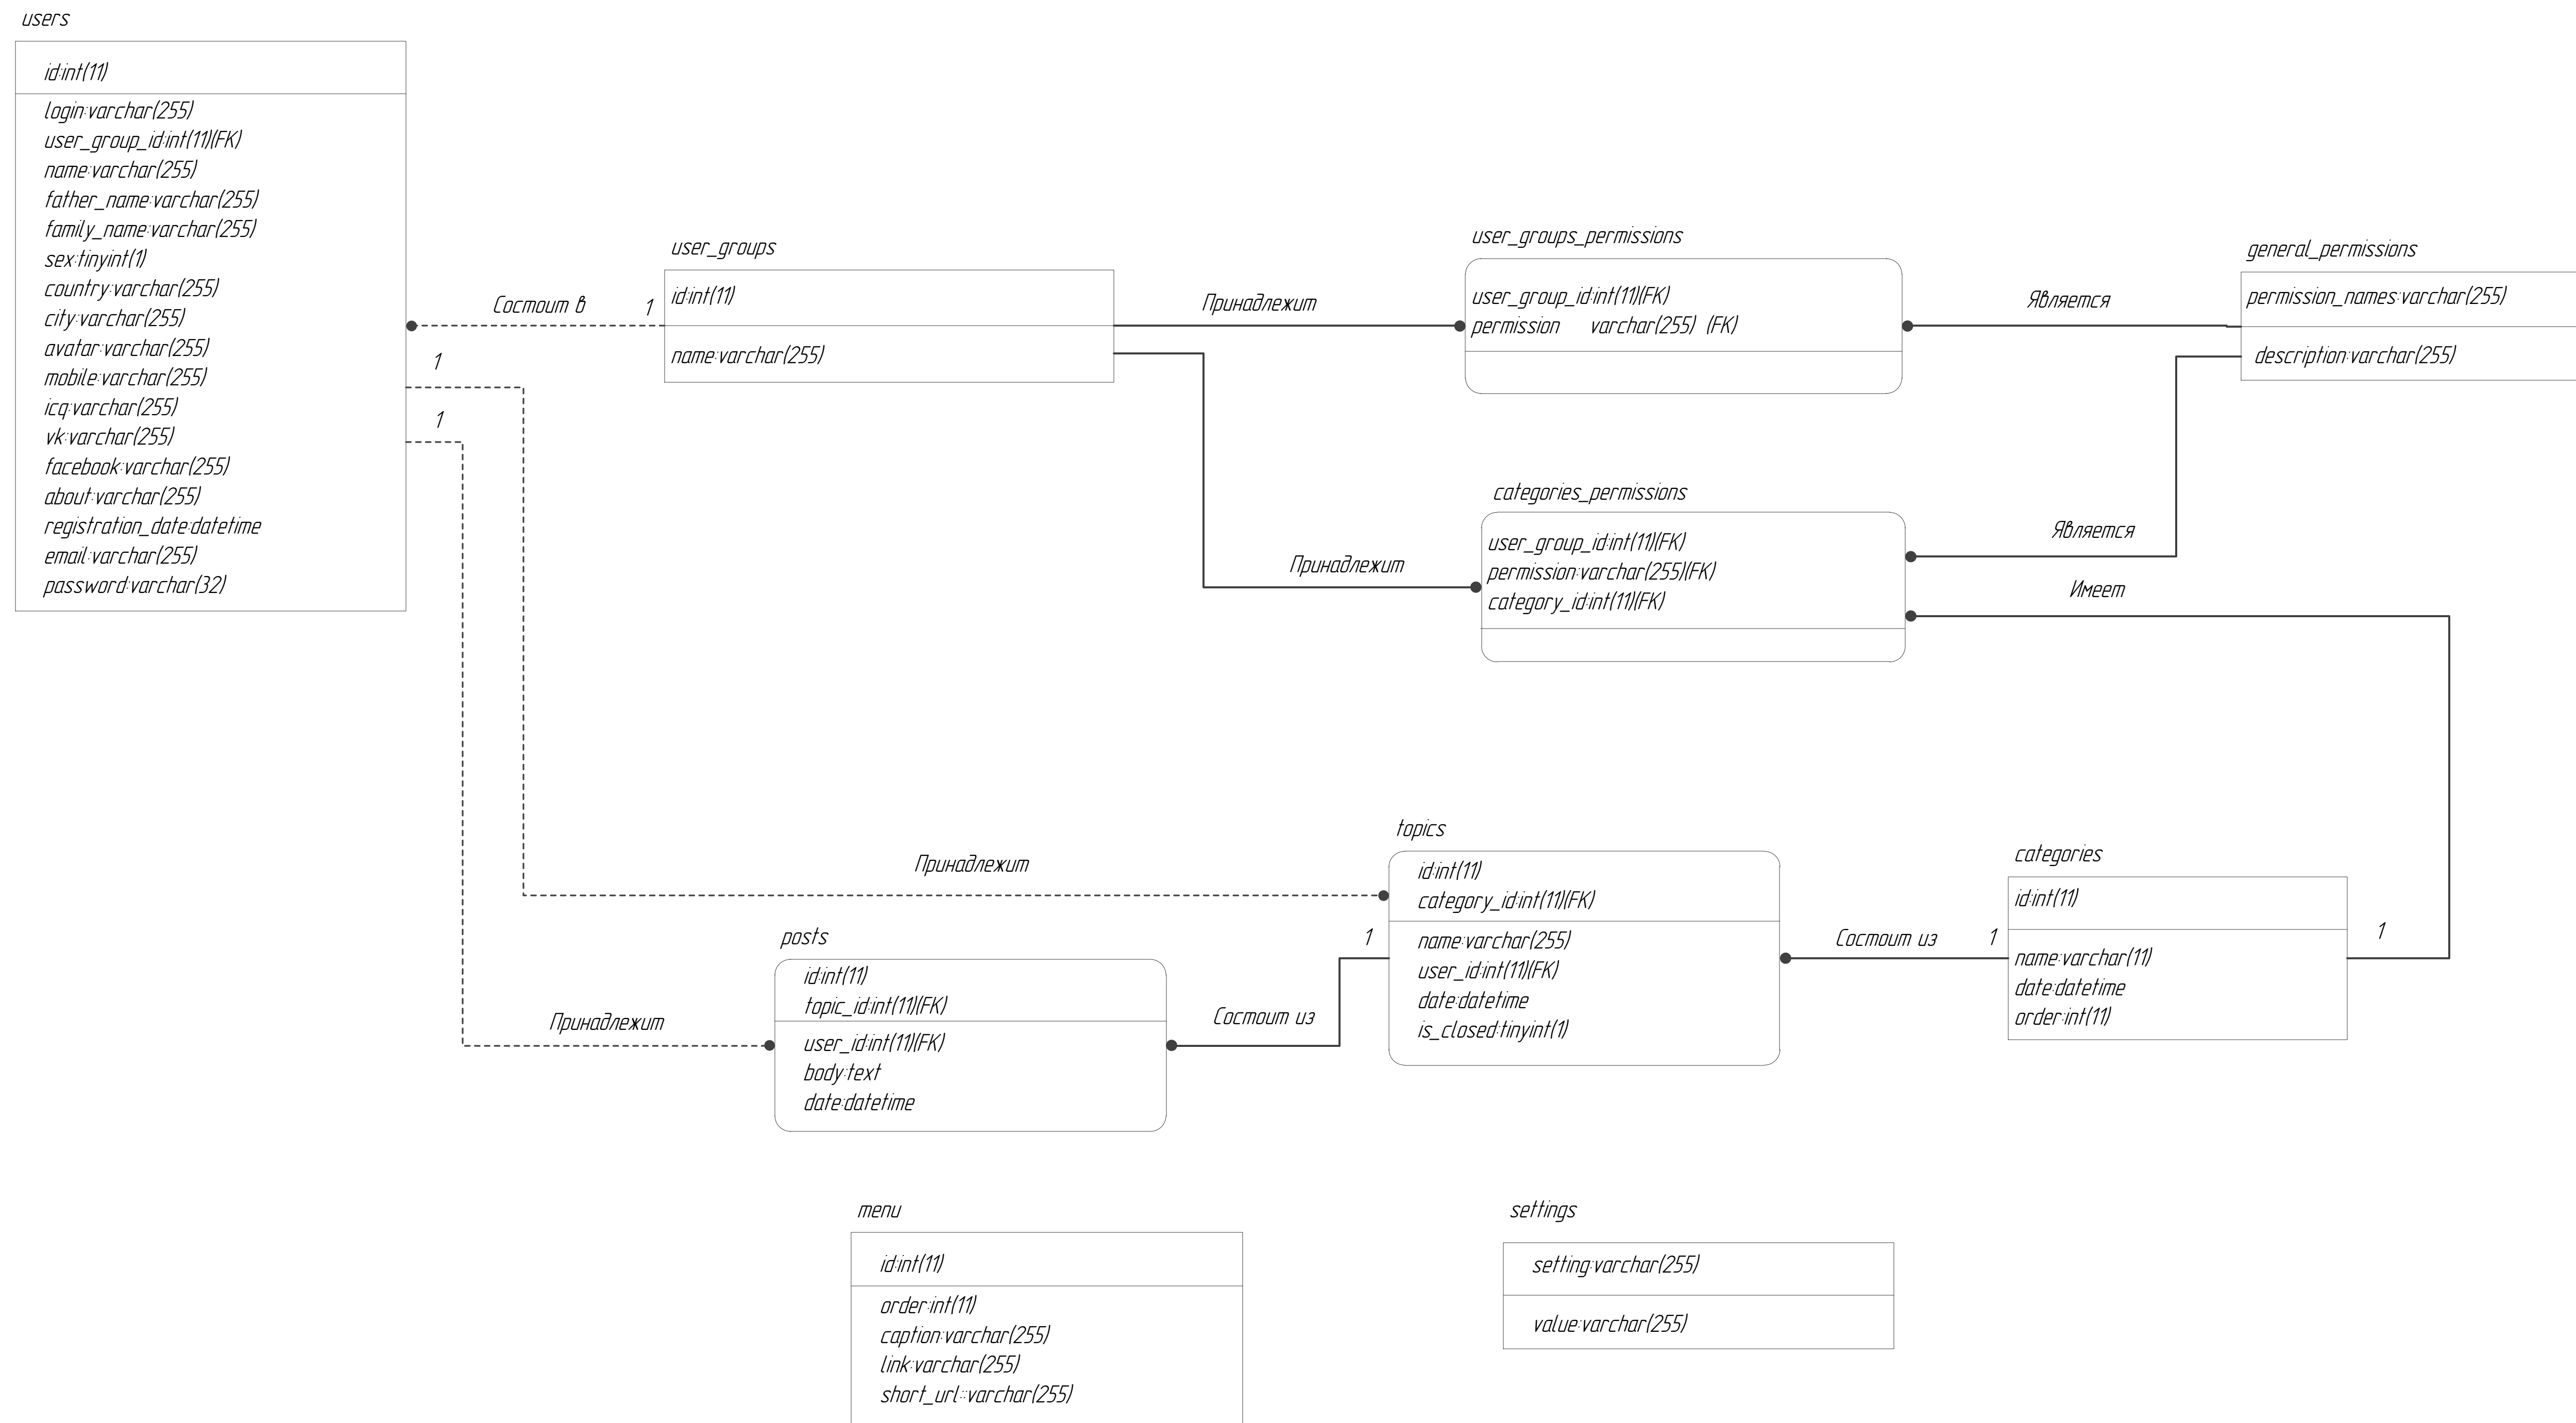 users
id:int(11)
login:varchar(255)
user_group_id:int(11)(FK)
name:varchar(255)
father_name:varchar(255)
family_name:varchar(255)
sex:tinyint(1)
country:varchar(255)
city:varchar(255)
avatar:varchar(255)
mobile:varchar(255)
icq:varchar(255)
vk:varchar(255)
facebook:varchar(255)
about:varchar(255)
registration_date:datetime
email:varchar(255)
password:varchar(32)
Состоит в
1
1
1
user_groups
id:int(11)
name:varchar(255)
Принадлежит
user_groups_permissions
user_group_id:int(11)(FK)
permission varchar(255) (FK)
Является
general_permissions
permission_names:varchar(255)
description:varchar(255)
Принадлежит
categories_permissions
user_group_id:int(11)(FK)
permission:varchar(255)(FK)
category_id:int(11)(FK)
Является
Имеет
Принадлежит
topics
id:int(11)
category_id:int(11)(FK)
name:varchar(255)
user_id:int(11)(FK)
date:datetime
is_closed:tinyint(1)
Состоит из
1
categories
id:int(11)
name:varchar(11)
date:datetime
order:int(11)
1
Принадлежит
posts
id:int(11)
topic_id:int(11)(FK)
user_id:int(11)(FK)
body:text
date:datetime
Состоит из
1
menu
id:int(11)
order:int(11)
caption:varchar(255)
link:varchar(255)
short_url::varchar(255)
settings
setting:varchar(255)
value:varchar(255)